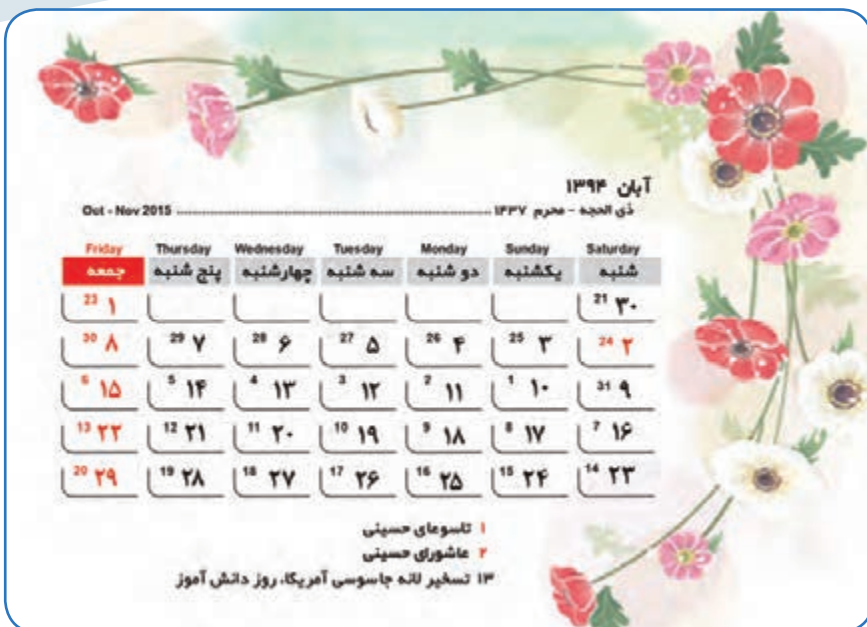 آبان ۱۳۹۴
ذی الحجه - محرم ۱۴۳۷ Oct - Nov 2015
Saturday Sunday Monday Tuesday Wednesday Thursday Friday
شنبه یکشنبه دو شنبه سه شنبه چهارشنبه پنج شنبه جمعه
۳۰ 21 ۱ 23
۲ 24 ۳ 25 ۴ 26 ۵ 27 ۶ 28 ۷ 29 ۸ 30
۹ 31 ۱۰ 1 ۱۱ 2 ۱۲ 3 ۱۳ 4 ۱۴ 5 ۱۵ 6
۱۶ 7 ۱۷ 8 ۱۸ 9 ۱۹ 10 ۲۰ 11 ۲۱ 12 ۲۲ 13
۲۳ 14 ۲۴ 15 ۲۵ 16 ۲۶ 17 ۲۷ 18 ۲۸ 19 ۲۹ 20
۱ تاسوعای حسینی
۲ عاشورای حسینی
۱۳ تسخیر لانه جاسوسی آمریکا، روز دانش آموز